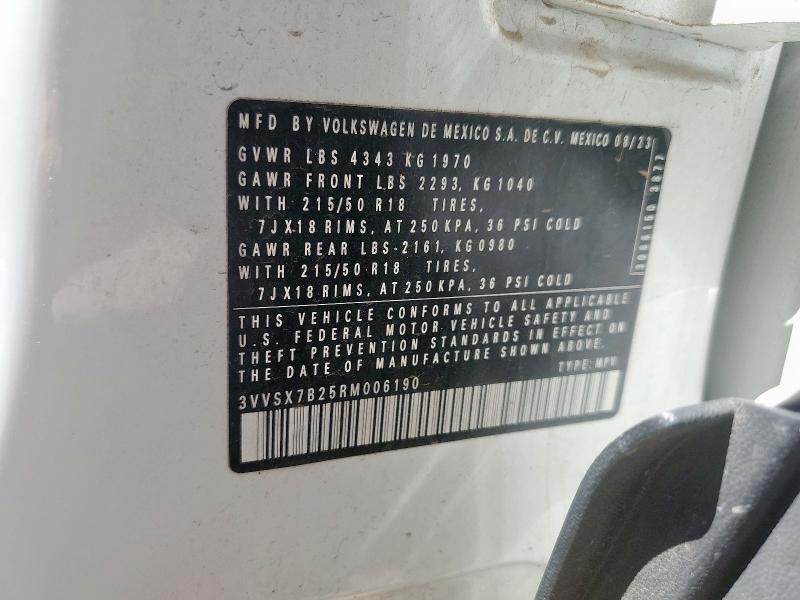 MFD BY VOLKSWAGEN DE MEXICO S.A. DE C.V. MEXICO 08/23
GVWR LBS 4343 KG 1970
GAWR FRONT LBS 2293, KG 1040
WITH 215/50 R18 TIRES,
7JX18 RIMS, AT 250 KPA, 36 PSI COLD
GAWR REAR LBS-2161, KG 0980
WITH 215/50 R18 TIRES,
7JX18 RIMS, AT 250 KPA, 36 PSI COLD
THIS VEHICLE CONFORMS TO ALL APPLICABLE
U.S. FEDERAL MOTOR VEHICLE SAFETY AND
THEFT PREVENTION STANDARDS IN EFFECT ON
THE DATE OF MANUFACTURE SHOWN ABOVE.
TYPE: MPV
3VVSX7B25RM006190